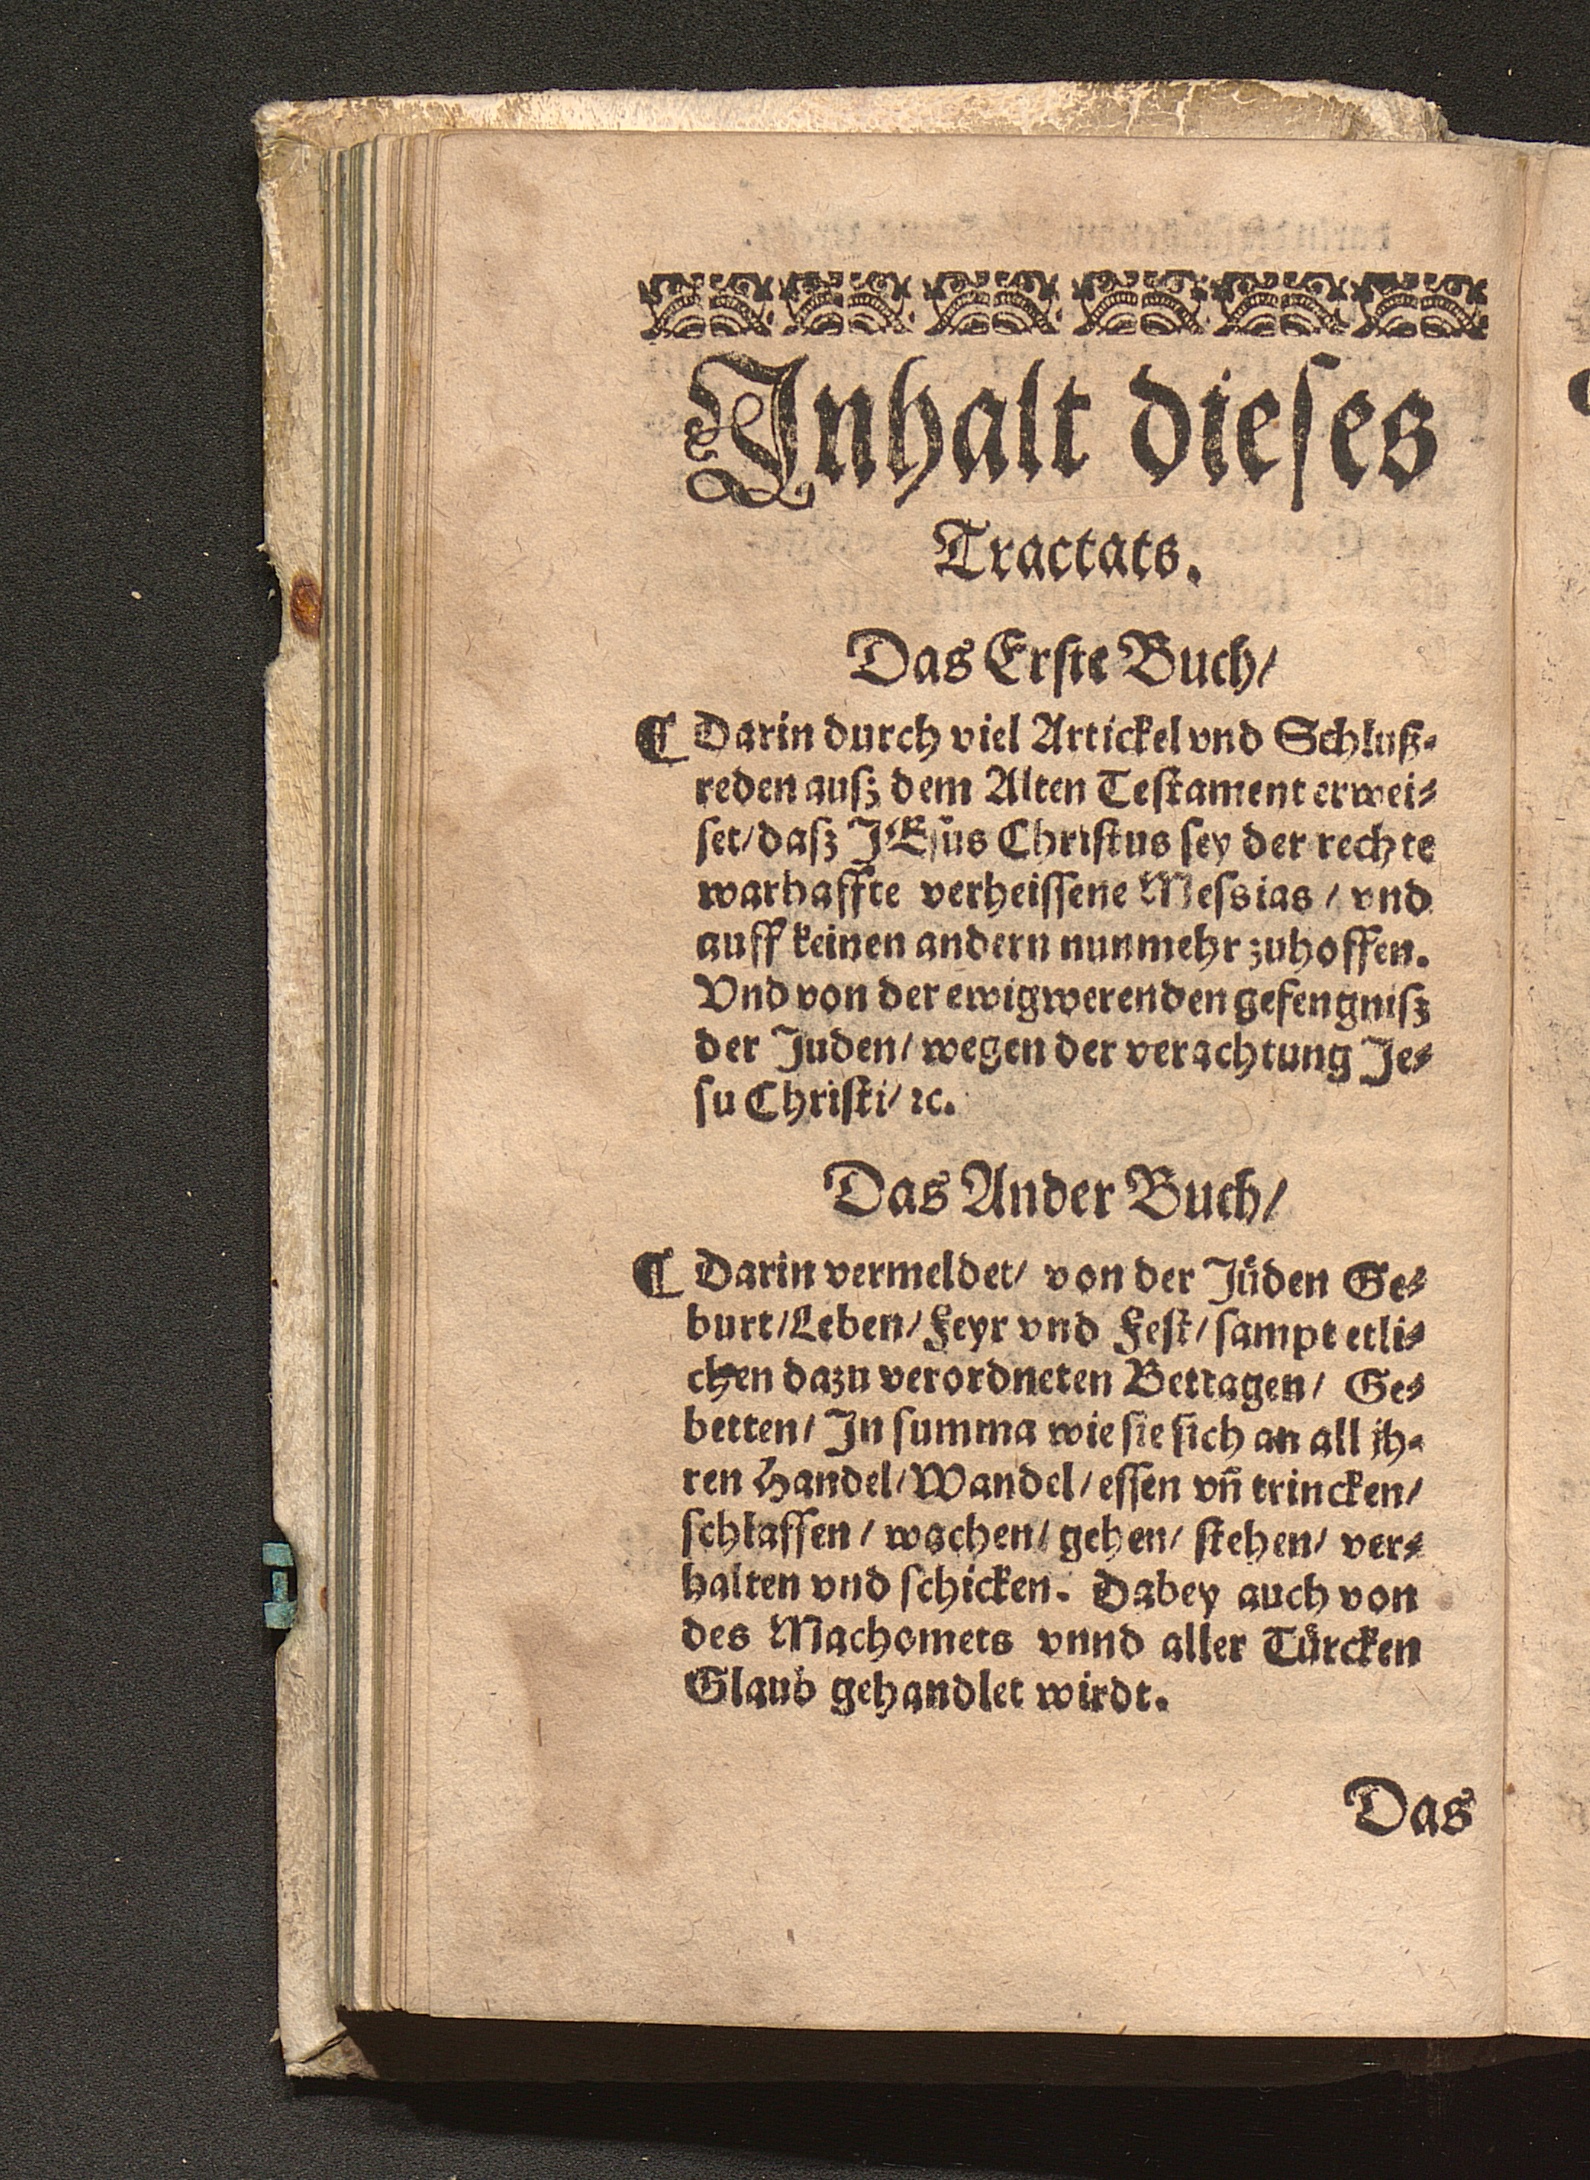 Inhalt dieses
Tractats.
Das Erste Buch/
¶ Darin durch viel Artickel vnd Schluß-
reden auß dem Alten Testament erwei-
set/ daß JEsus Christus sey der rechte
warhaffte verheissene Messias / vnd
auff keinen andern nunmehr zuhoffen.
Vnd von der ewigwerenden gefengniß
der Juden/ wegen der verachtung Je-
su Christi/ ꝛc.
Das Ander Buch/
¶ Darin vermeldet/ von der Jüden Ge-
burt/ Leben/ Feyr vnd Fest/ sampt etli-
chen dazu verordneten Bettagen/ Ge-
betten/ In summa wie sie sich an all jh-
ren Handel/ Wandel/ essen vñ trincken/
schlaffen / wachen/ gehen/ stehen/ ver-
halten vnd schicken. Dabey auch von
des Machomets vnnd aller Türcken
Glaub gehandlet wirdt.
Das